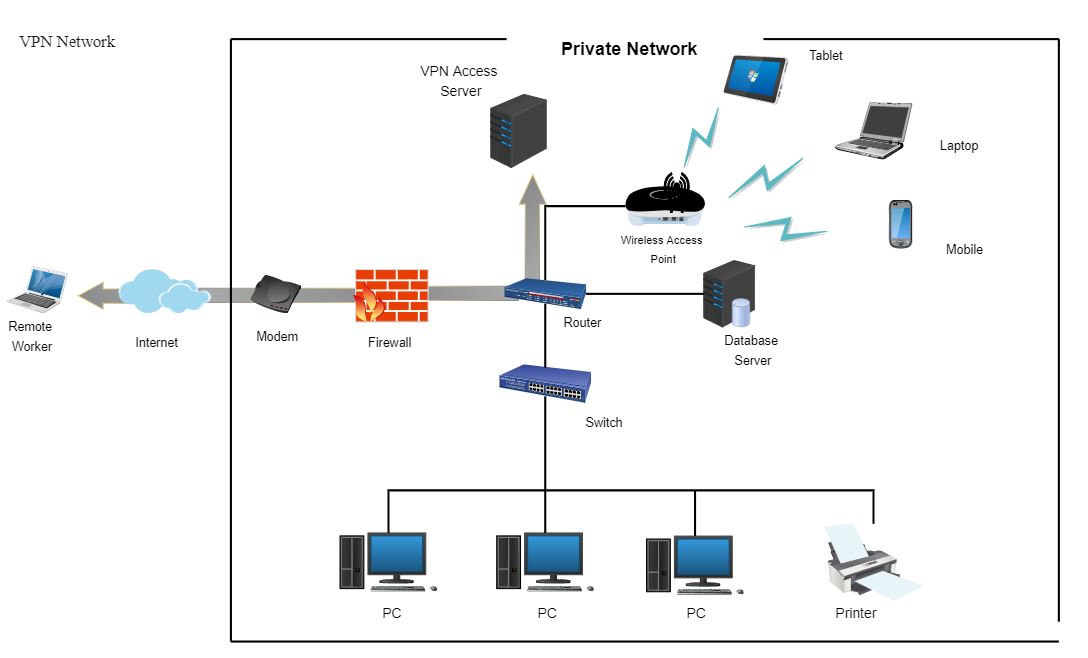 VPN Network
Private Network
Tablet
VPN Access
Server
Laptop
Wireless Access
Point
Mobile
Remote
Worker
Internet
Modem
Firewall
Router
Database
Server
Switch
PC
PC
PC
Printer